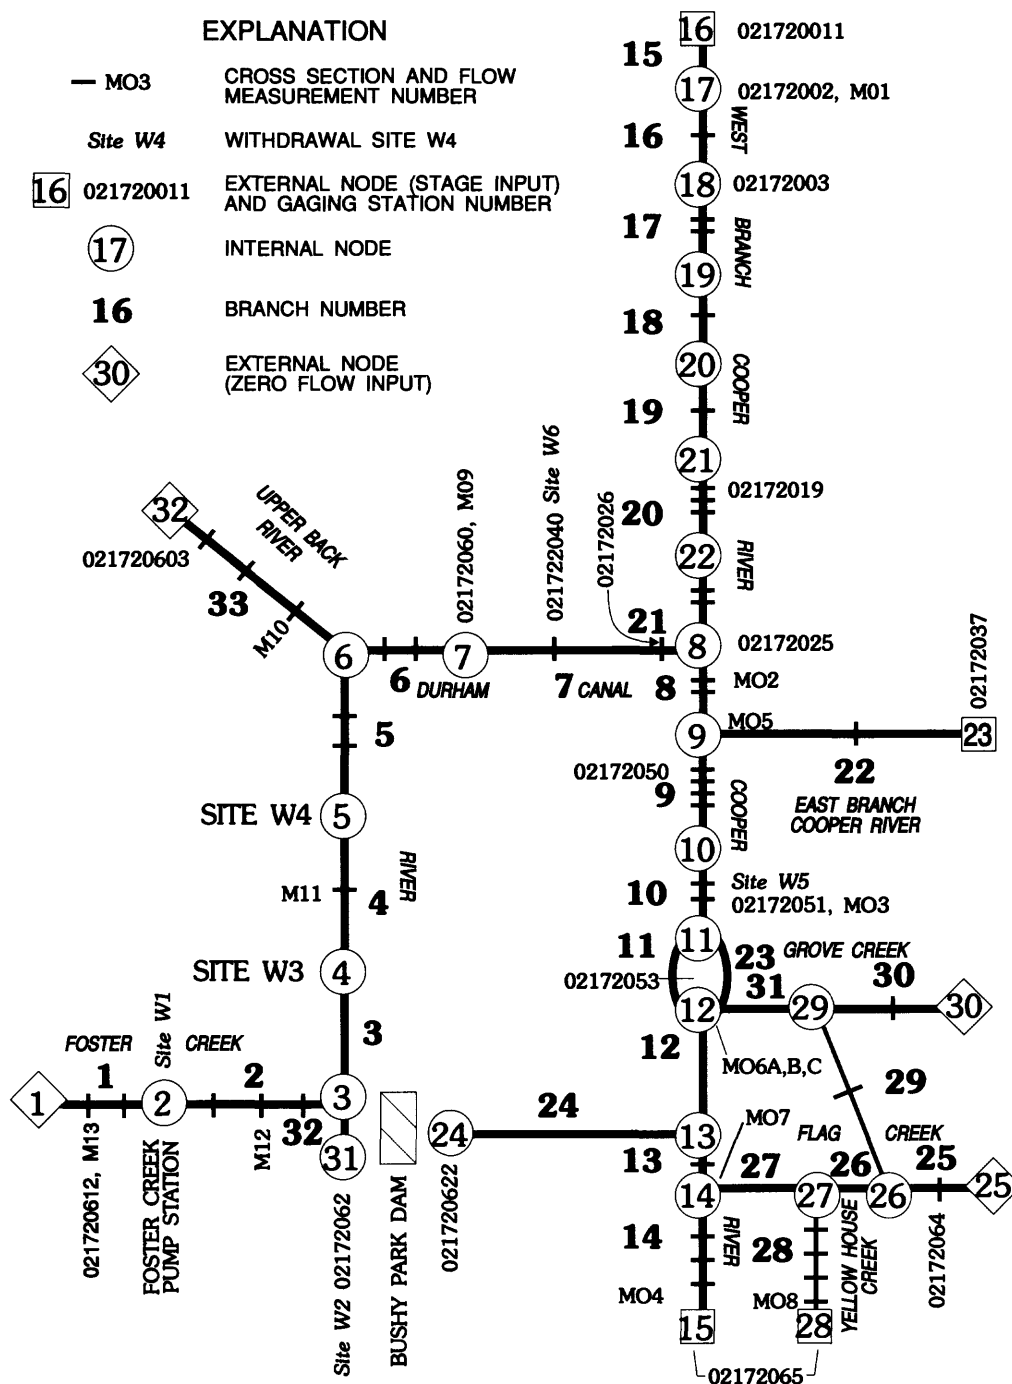 EXPLANATION
MO3
CROSS SECTION AND FLOW
MEASUREMENT NUMBER
Site W4
WITHDRAWAL SITE W4
16
021720011
EXTERNAL NODE (STAGE INPUT)
AND GAGING STATION NUMBER
17
INTERNAL NODE
16
BRANCH NUMBER
30
EXTERNAL NODE
(ZERO FLOW INPUT)
16
021720011
15
17
02172002, M01
16
WEST
18
02172003
17
BRANCH
19
18
20
COOPER
19
21
02172019
20
22
RIVER
32
UPPER BACK
RIVER
021720603
33
M10
02172060, M09
021722040 Site W6
02172026
21
6
6
DURHAM
7
7
CANAL
8
8
02172025
MO2
02172037
9
MO5
23
22
EAST BRANCH
COOPER RIVER
02172050
9
COOPER
5
SITE W4
5
10
10
Site W5
02172051, MO3
M11
4
RIVER
11
11
23
GROVE CREEK
SITE W3
4
02172053
31
30
12
29
30
3
12
MO6A,B,C
29
FOSTER
CREEK
Site W1
1
1
2
2
3
32
31
M12
021720612, M13
FOSTER CREEK
PUMP STATION
Site W2 02172062
BUSHY PARK DAM
24
24
021720622
13
MO7
FLAG
CREEK
13
27
26
25
14
27
26
25
14
RIVER
28
YELLOW HOUSE
CREEK
02172064
MO4
MO8
15
28
02172065